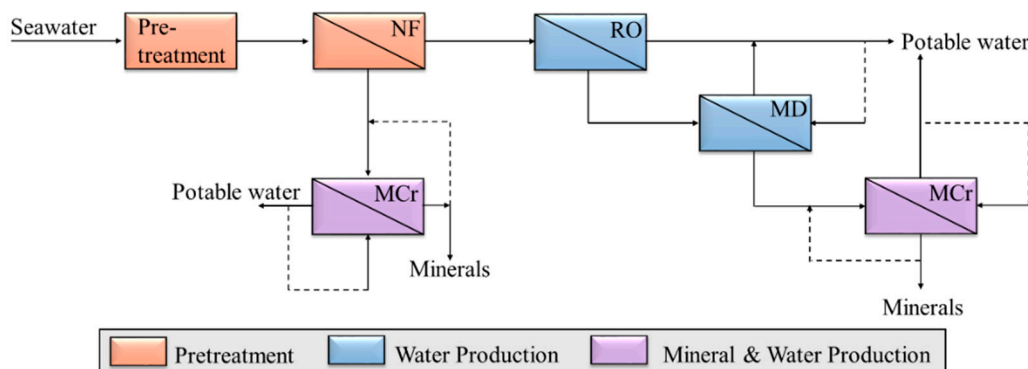 Seawater
Pre-
treatment
NF
RO
Potable water
MD
Potable water
MCr
MCr
Minerals
Minerals
Pretreatment
Water Production
Mineral & Water Production